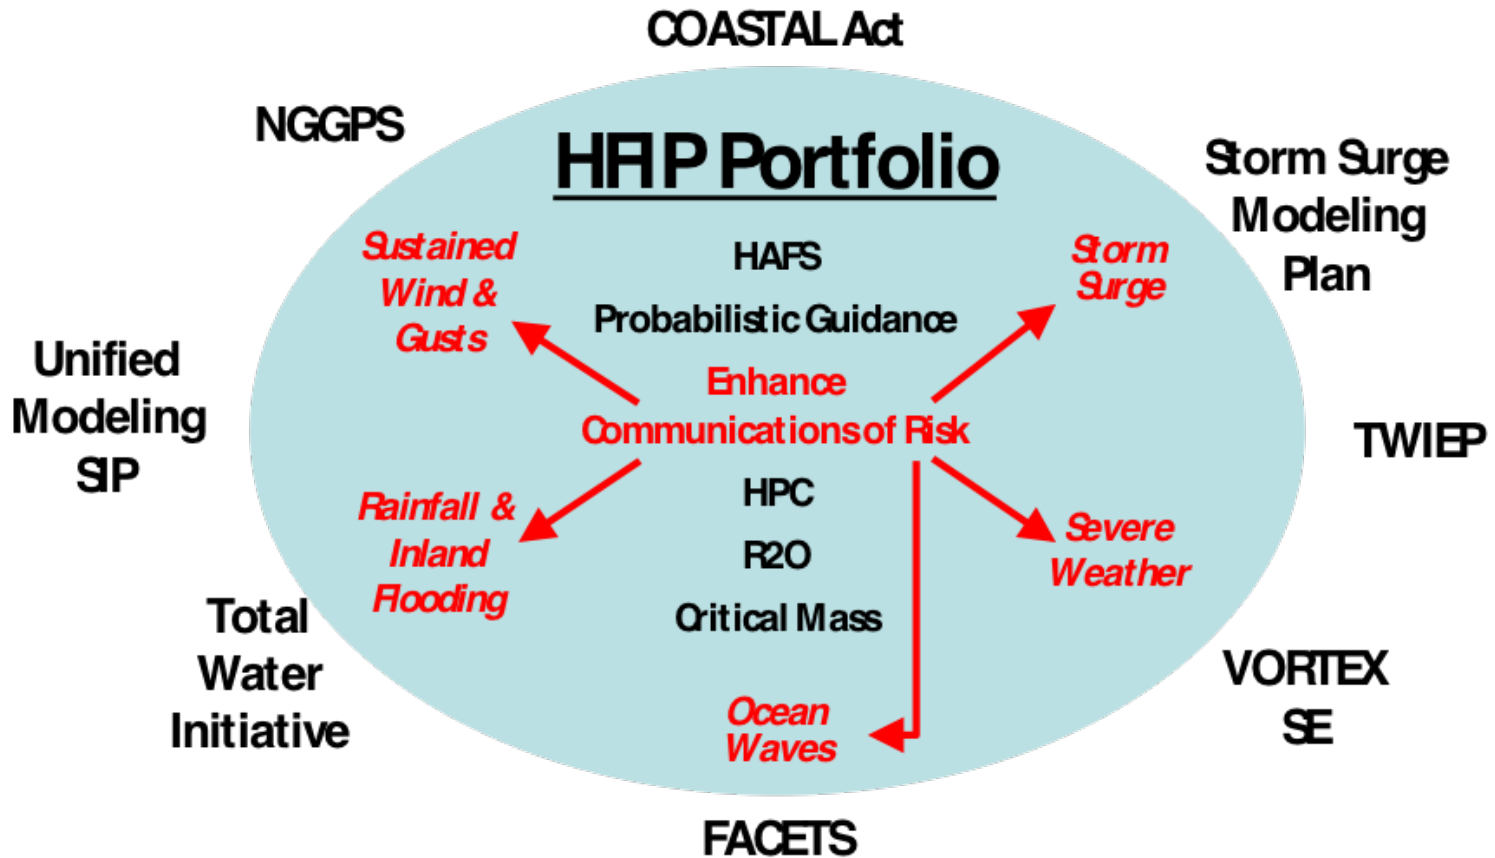 COASTAL Act
NGGPS
HFIP Portfolio
Storm Surge
Modeling
Plan
Sustained
Wind &
Gusts
HAFS
Storm
Surge
Probabilistic Guidance
Unified
Modeling
SIP
Enhance
Communications of Risk
TWIEP
Rainfall &
Inland
Flooding
HPC
R2O
Critical Mass
Severe
Weather
Total
Water
Initiative
VORTEX
SE
Ocean
Waves
FACETS